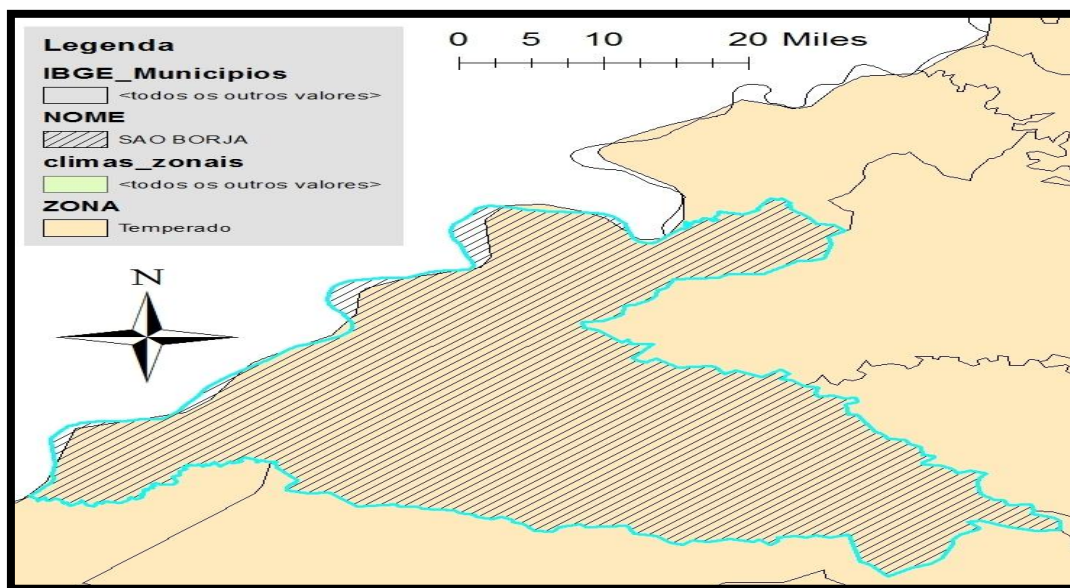 Legenda
IBGE_Municipios
<todos os outros valores>
NOME
SAO BORJA
climas_zonais
<todos os outros valores>
ZONA
Temperado
0 5 10 20 Miles
N